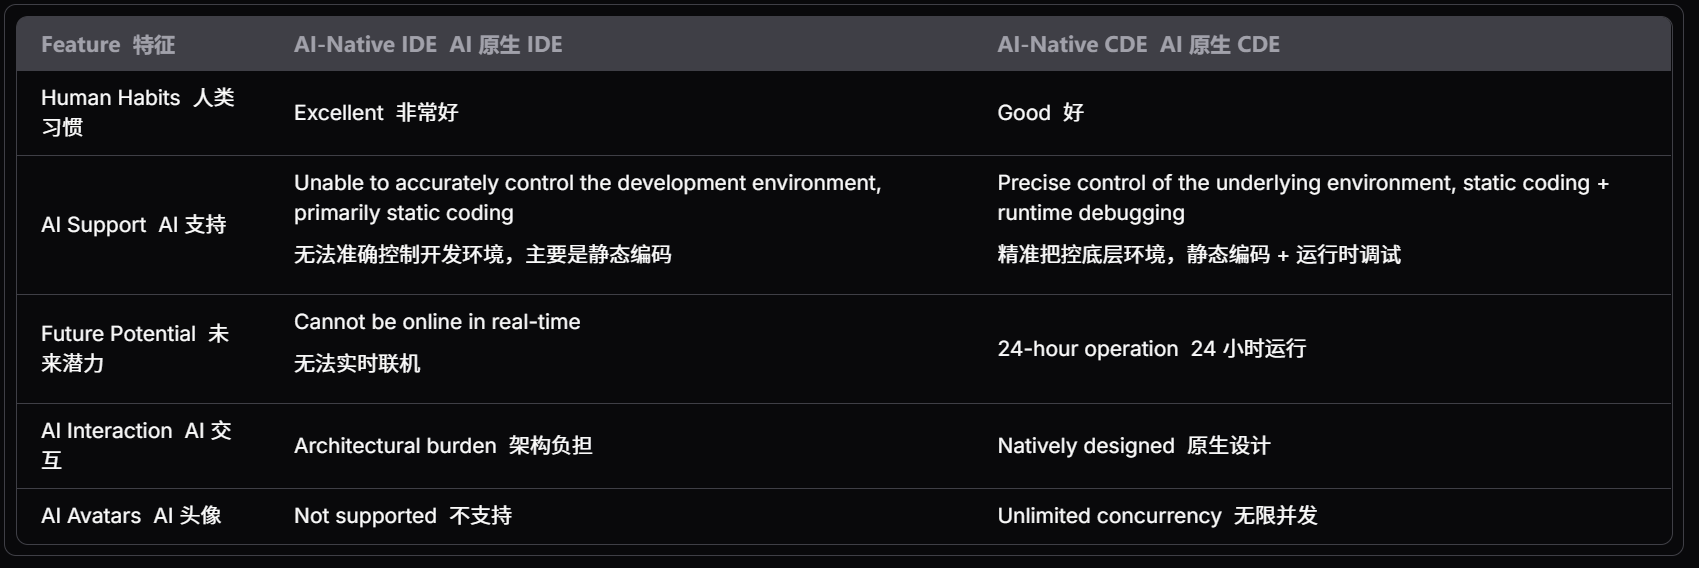 Feature 特征 AI-Native IDE AI 原生 IDE AI-Native CDE AI 原生 CDE
Human Habits 人类
习惯
Excellent 非常好
Good 好
AI Support AI 支持
Unable to accurately control the development environment,
primarily static coding
无法准确控制开发环境，主要是静态编码
Precise control of the underlying environment, static coding +
runtime debugging
精准把控底层环境，静态编码 + 运行时调试
Future Potential 未
来潜力
Cannot be online in real-time
无法实时联机
24-hour operation 24 小时运行
AI Interaction AI 交
互
Architectural burden 架构负担
Natively designed 原生设计
AI Avatars AI 头像
Not supported 不支持
Unlimited concurrency 无限并发